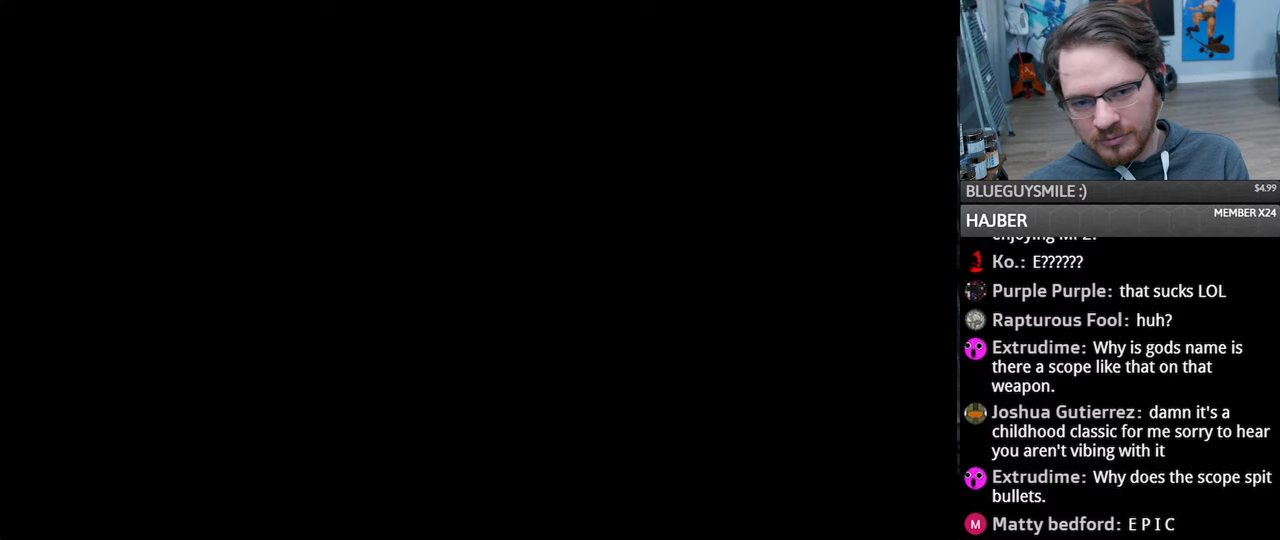 BLUEGUYSMILE :)
$4.99
HAJBER
MEMBER X24
Ko.: E??????
Purple Purple: that sucks LOL
Rapturous Fool: huh?
Extrudime: Why is gods name is
there a scope like that on that
weapon.
Joshua Gutierrez: damn it's a
childhood classic for me sorry to hear
you aren't vibing with it
Extrudime: Why does the scope spit
bullets.
Matty bedford: E P I C